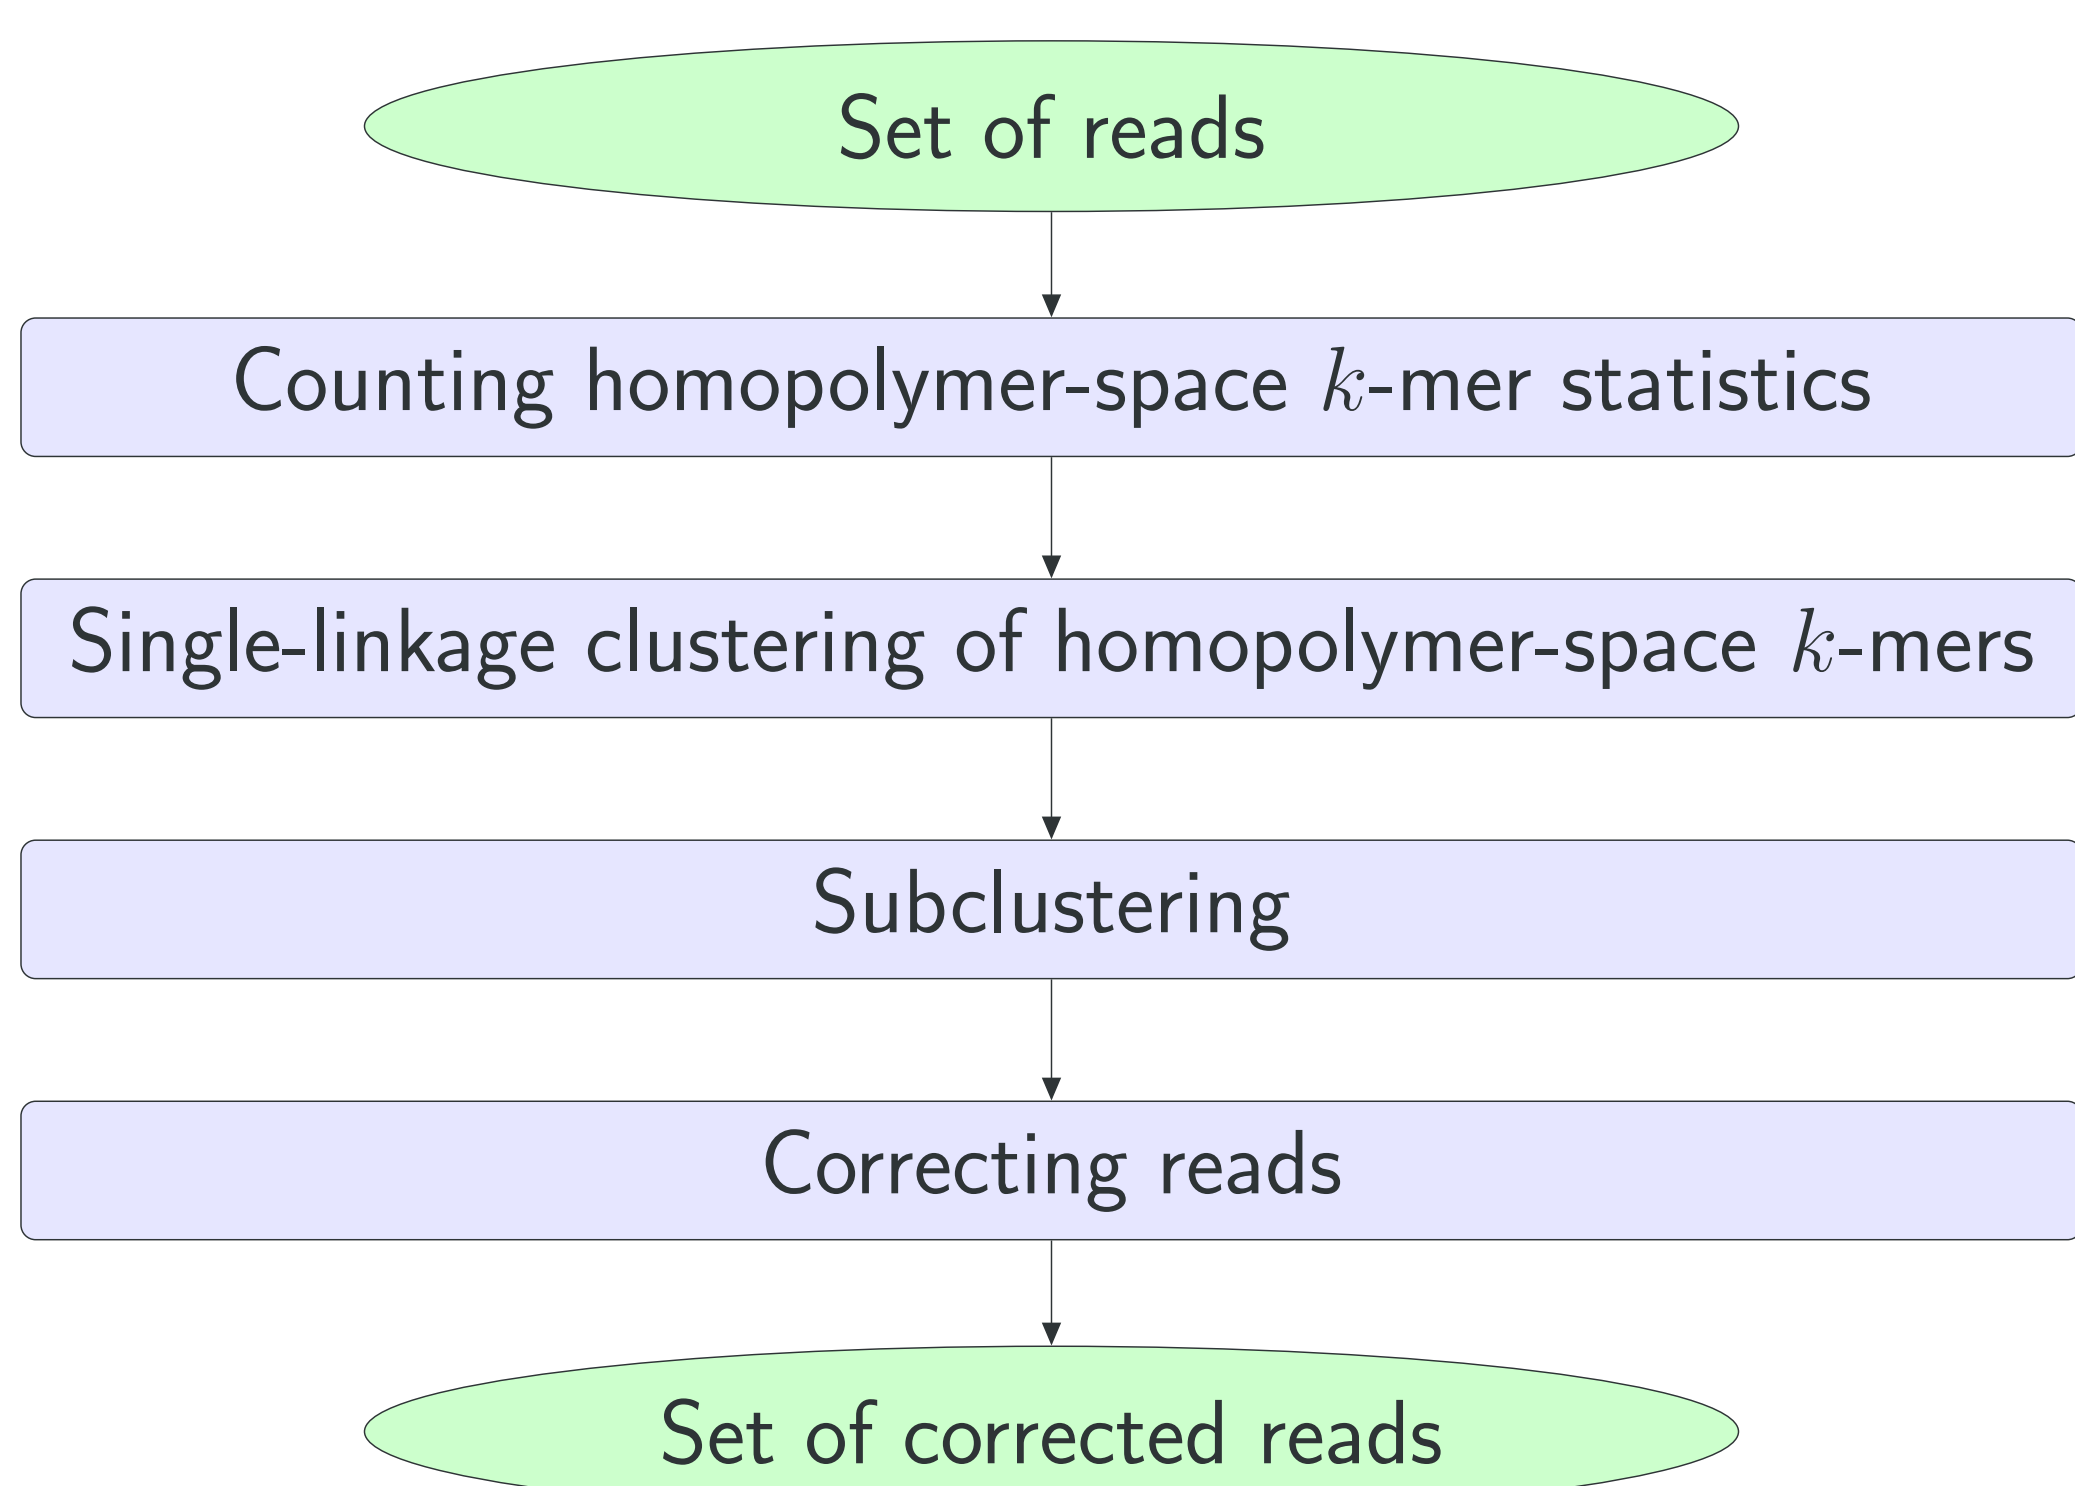 Set of reads
Counting homopolymer-space k-mer statistics
Single-linkage clustering of homopolymer-space k-mers
Subclustering
Correcting reads
Set of corrected reads